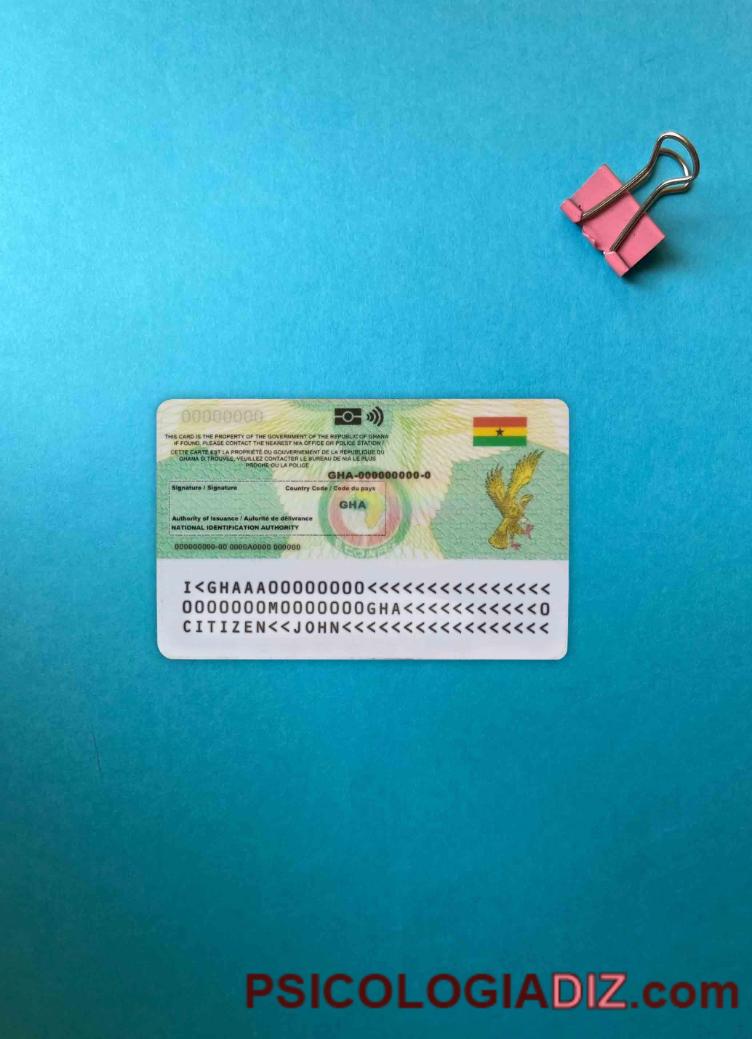 00000000
THIS CARD IS THE PROPERTY OF THE GOVERNMENT OF THE REPUBLIC OF GHANA
IF FOUND, PLEASE CONTACT THE NEAREST NIA OFFICE OR POLICE STATION /
CETTE CARTE EST LA PROPRIÉTÉ DU GOUVERNEMENT DE LA REPUBLIQUE DU
GHANA SI TROUVÉE, VEUILLEZ CONTACTER LE BUREAU DE NIA LE PLUS
PROCHE OU LA POLICE
GHA-000000000-0
Signature / Signature
Country Code / Code du pays
GHA
Authority of Issuance / Autorité de délivrance
NATIONAL IDENTIFICATION AUTHORITY
ECOWAS
000000000-00 0000A0000 000000
I<GHAAA00000000<<<<<<<<<<<<<<<
0000000M0000000GHA<<<<<<<<<<<0
CITIZEN<<JOHN<<<<<<<<<<<<<<<<<
PSICOLOGIADIZ.com